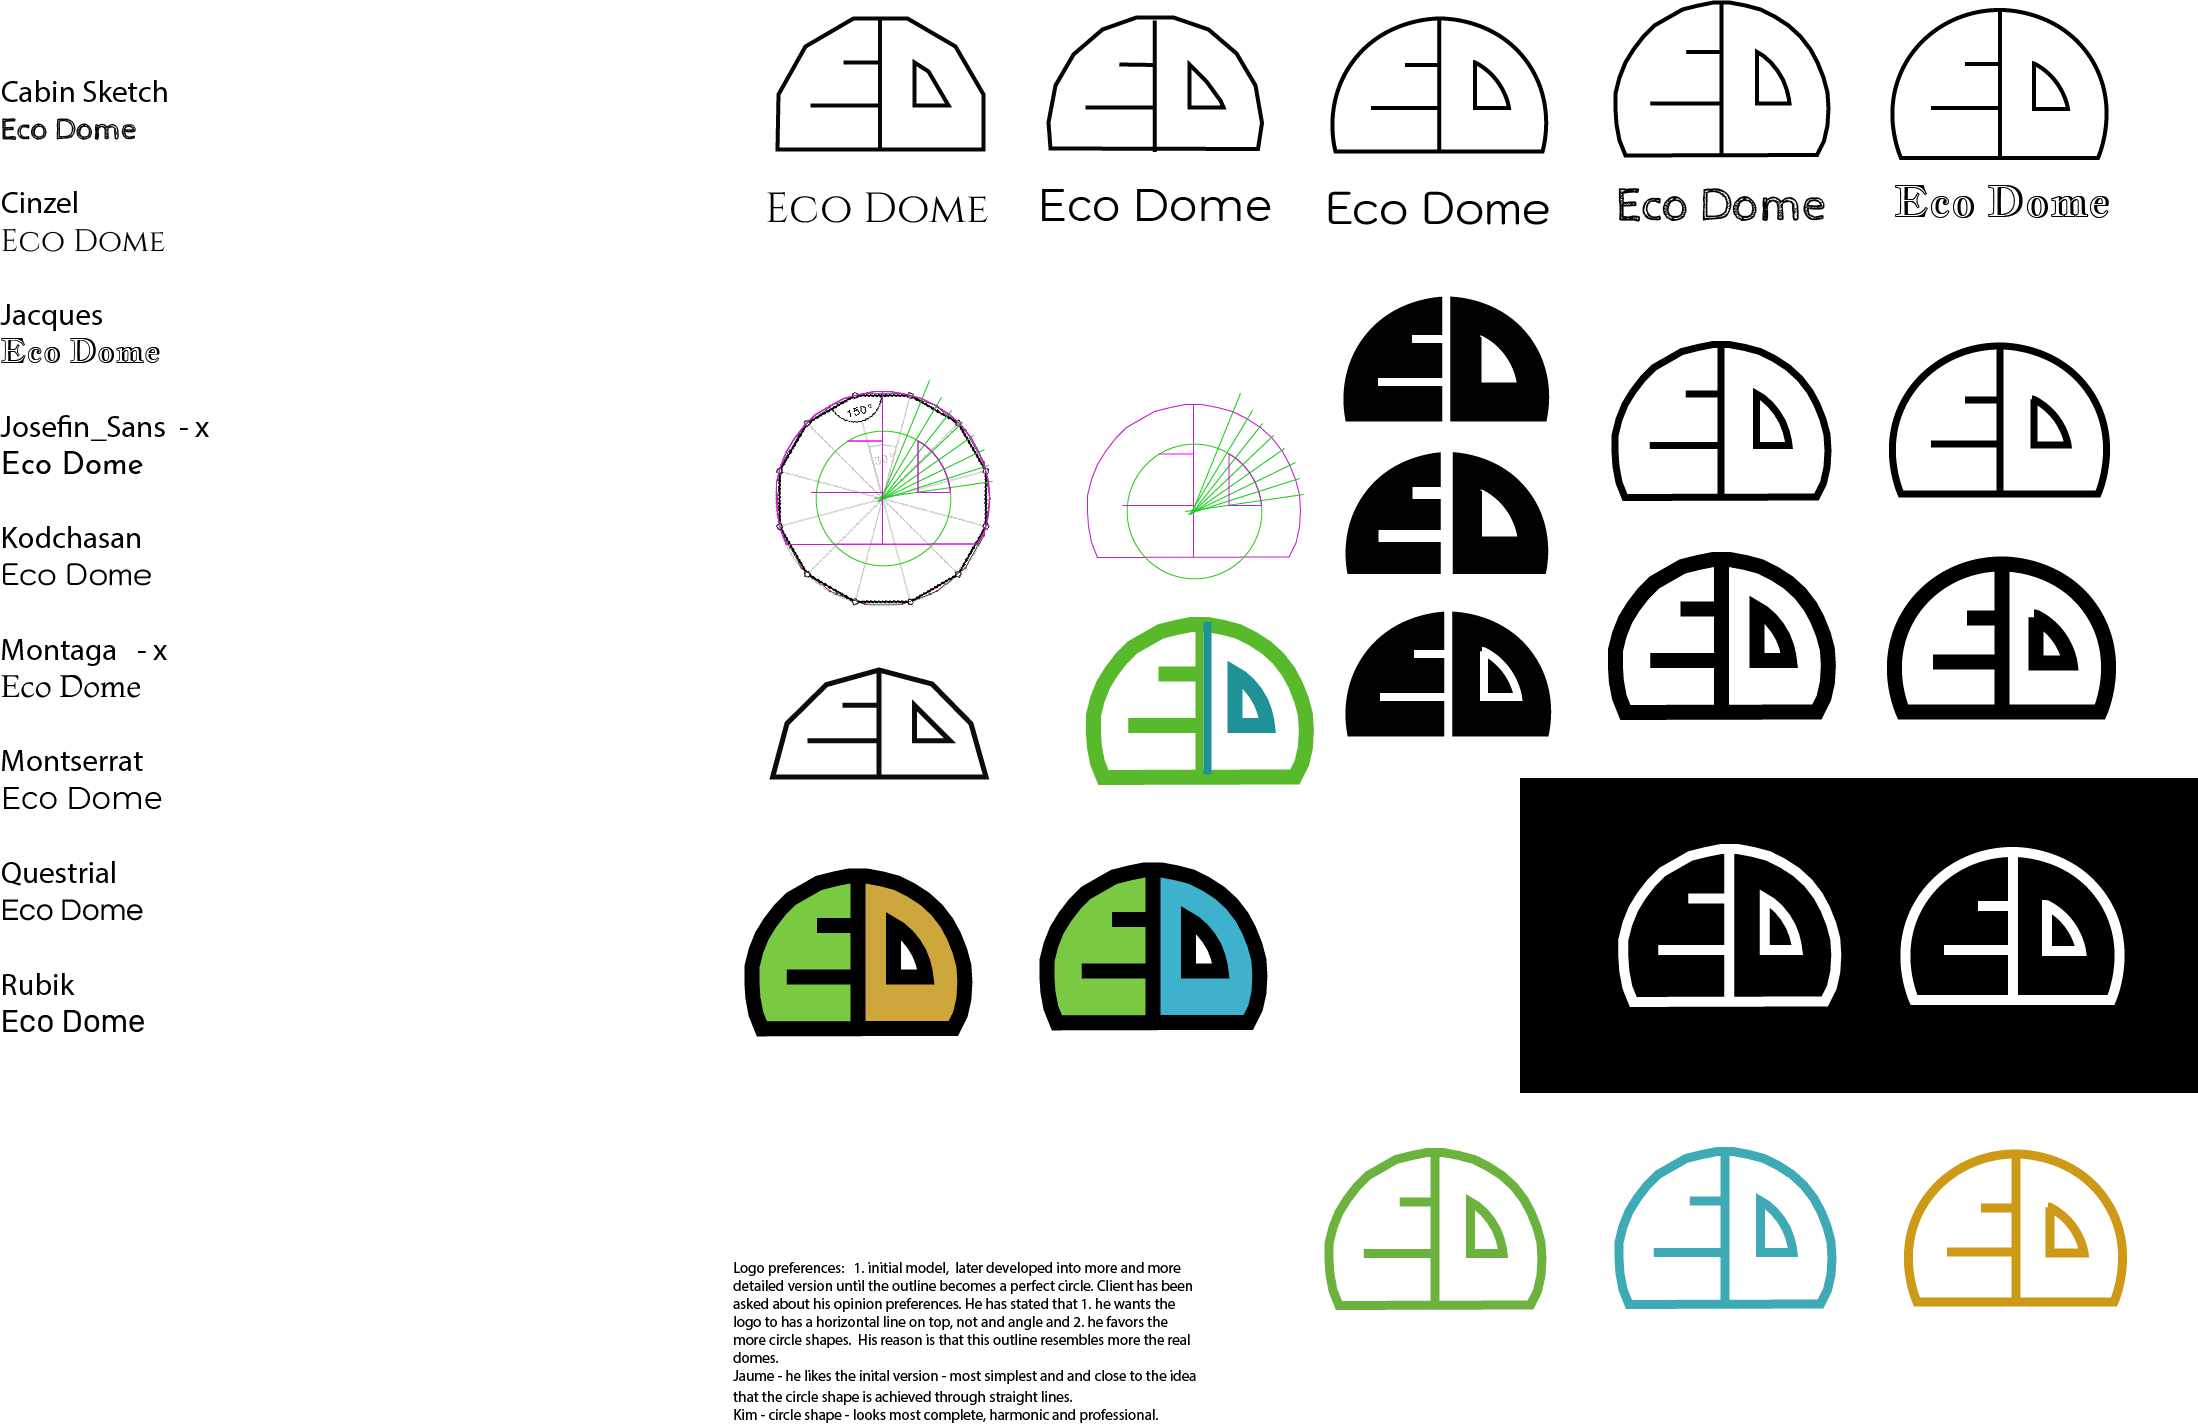 Cabin Sketch
Eco Dome
Cinzel
Eco Dome
Jacques
Eco Dome
Josefin_Sans - x
Eco Dome
Kodchasan
Eco Dome
Montaga - x
Eco Dome
Montserrat
Eco Dome
Questrial
Eco Dome
Rubik
Eco Dome
Eco Dome
Eco Dome
Eco Dome
Eco Dome
Eco Dome
150°
30°
Logo preferences: 1. initial model, later developed into more and more
detailed version until the outline becomes a perfect circle. Client has been
asked about his opinion preferences. He has stated that 1. he wants the
logo to has a horizontal line on top, not and angle and 2. he favors the
more circle shapes. His reason is that this outline resembles more the real
domes.
Jaume - he likes the inital version - most simplest and and close to the idea
that the circle shape is achieved through straight lines.
Kim - circle shape - looks most complete, harmonic and professional.